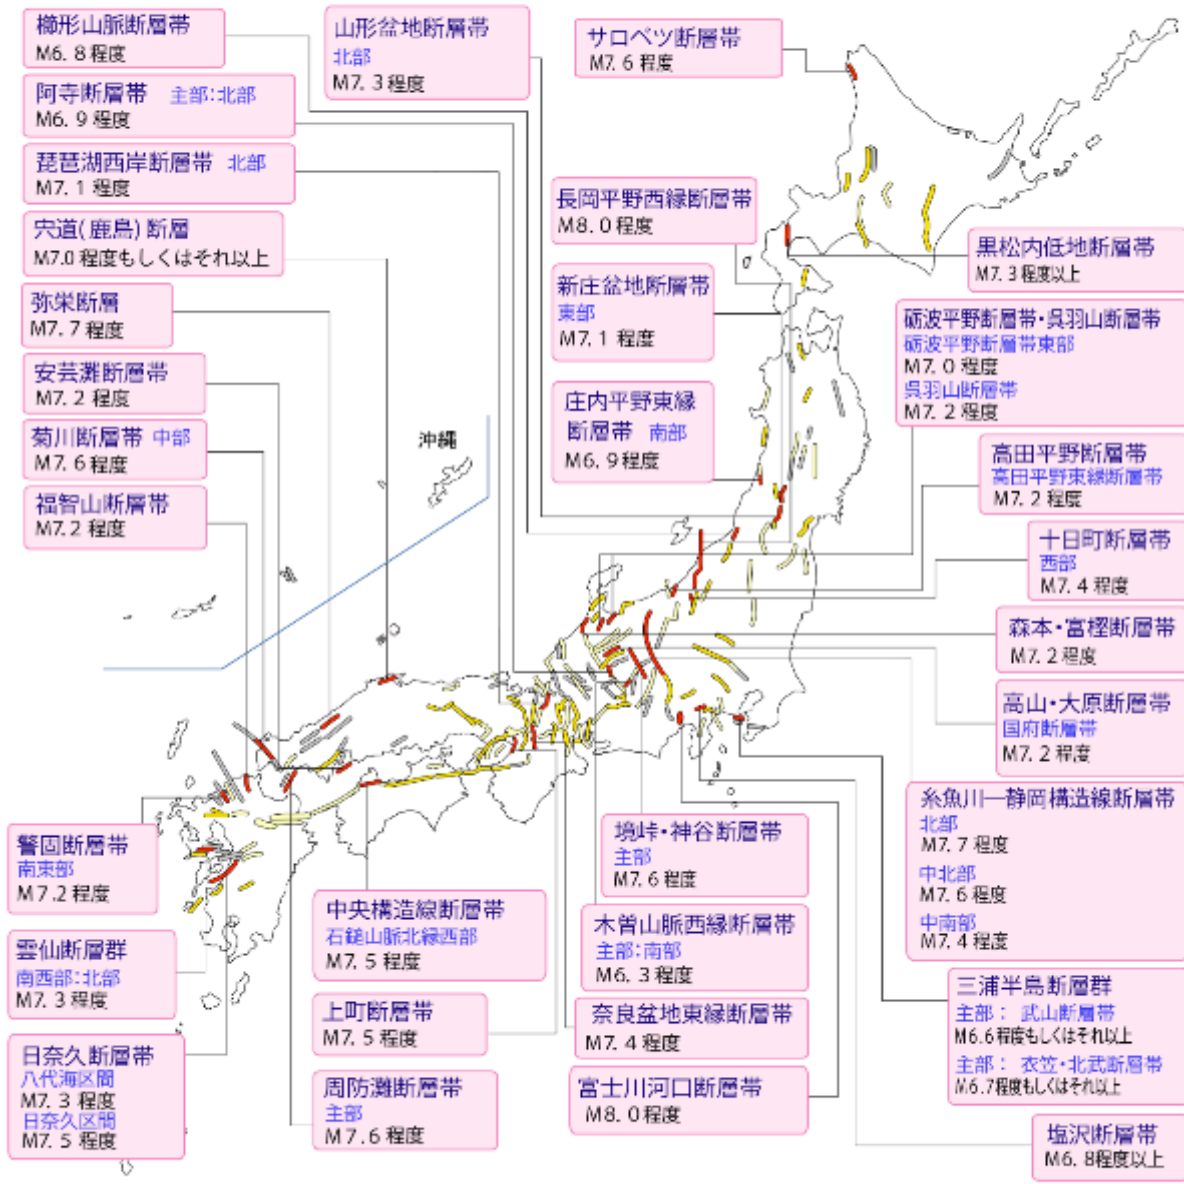 櫛形山脈断層帯
M6. 8 程度
阿寺断層帯 主部:北部
M6. 9 程度
琵琶湖西岸断層帯 北部
M7. 1 程度
宍道(鹿島)断層
M7.0 程度もしくはそれ以上
弥栄断層
M7. 7 程度
安芸灘断層帯
M7. 2 程度
菊川断層帯 中部
M7. 6 程度
福智山断層帯
M7. 2 程度
山形盆地断層帯
北部
M7. 3 程度
サロベツ断層帯
M7. 6 程度
長岡平野西縁断層帯
M8. 0 程度
新庄盆地断層帯
東部
M7. 1 程度
庄内平野東縁
断層帯 南部
M6. 9 程度
沖縄
黒松内低地断層帯
M7. 3 程度以上
砺波平野断層帯・呉羽山断層帯
砺波平野断層帯東部
M7. 0 程度
呉羽山断層帯
M7. 2 程度
高田平野断層帯
高田平野東縁断層帯
M7. 2 程度
十日町断層帯
西部
M7. 4 程度
森本・富樫断層帯
M7. 2 程度
高山・大原断層帯
国府断層帯
M7. 2 程度
糸魚川—静岡構造線断層帯
北部
M7. 7 程度
中北部
M7. 6 程度
中南部
M7. 4 程度
三浦半島断層群
主部: 武山断層帯
M6.6 程度もしくはそれ以上
主部: 衣笠・北武断層帯
M6.7程度もしくはそれ以上
塩沢断層帯
M6. 8程度以上
警固断層帯
南東部
M7.2 程度
雲仙断層群
南西部:北部
M7. 3 程度
日奈久断層帯
八代海区間
M7. 3 程度
日奈久区間
M7. 5 程度
中央構造線断層帯
石鎚山脈北縁西部
M7. 5 程度
上町断層帯
M7. 5 程度
周防灘断層帯
主部
M7.6 程度
境峠・神谷断層帯
主部
M7. 6 程度
木曽山脈西縁断層帯
主部:南部
M6. 3 程度
奈良盆地東縁断層帯
M7. 4 程度
富士川河口断層帯
M8. 0 程度